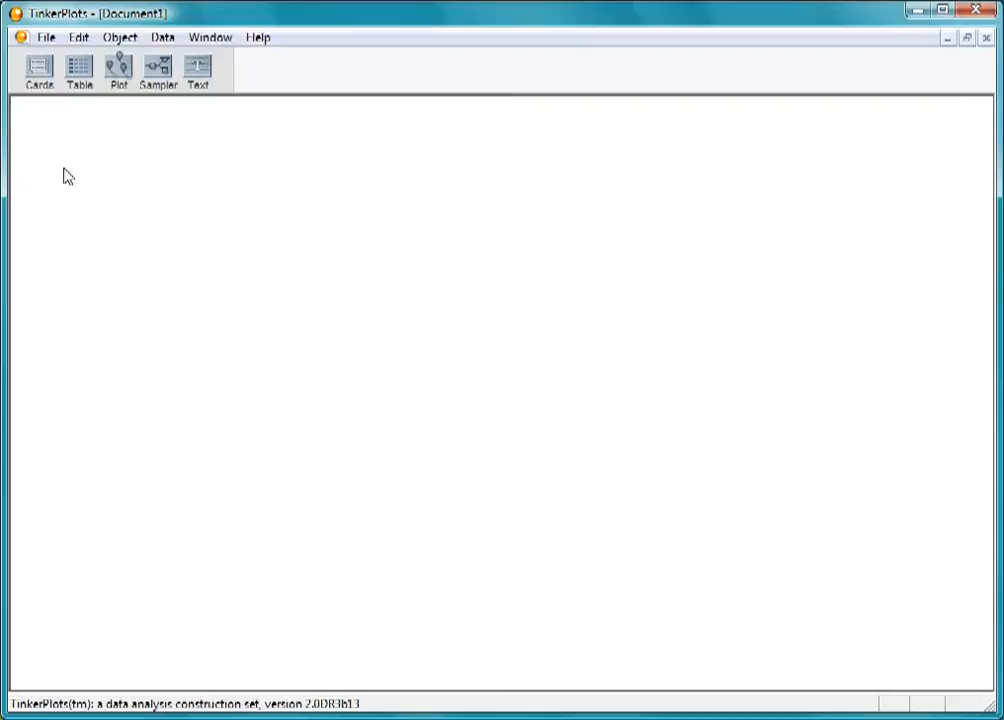 TinkerPlots - [Document1]
File Edit Object Data Window Help
Cards Table Plot Sampler Text
TinkerPlots(tm): a data analysis construction set, version 2.0DR3b13